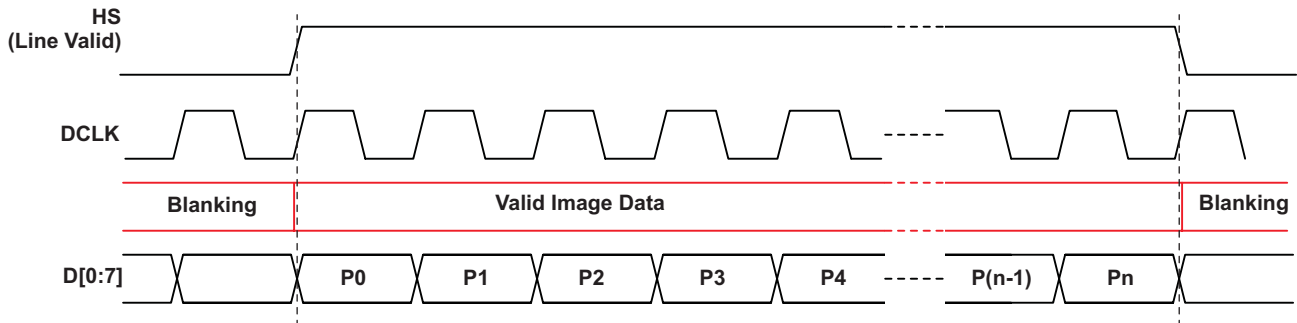 HS
(Line Valid)
DCLK
Blanking Valid Image Data Blanking
D[0:7] P0 P1 P2 P3 P4 P(n-1) Pn